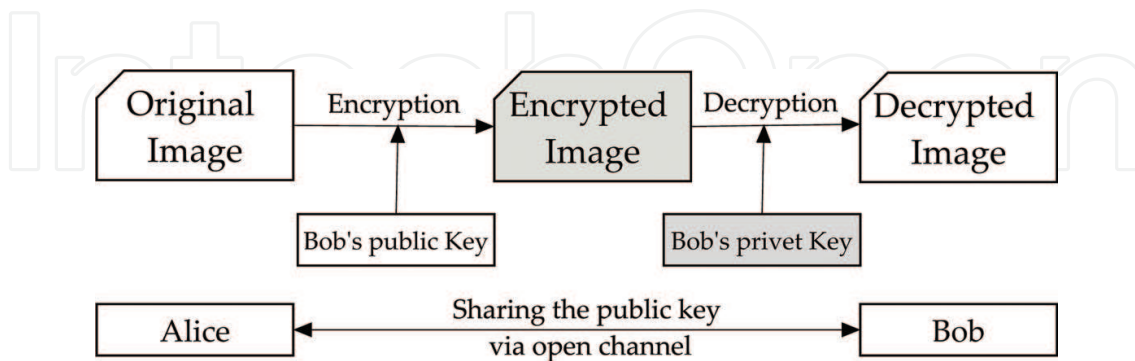 IntechOpen
Original
Image
Encryption
Encrypted
Image
Decryption
Decrypted
Image
Bob's public Key
Bob's privet Key
Alice
Sharing the public key
via open channel
Bob